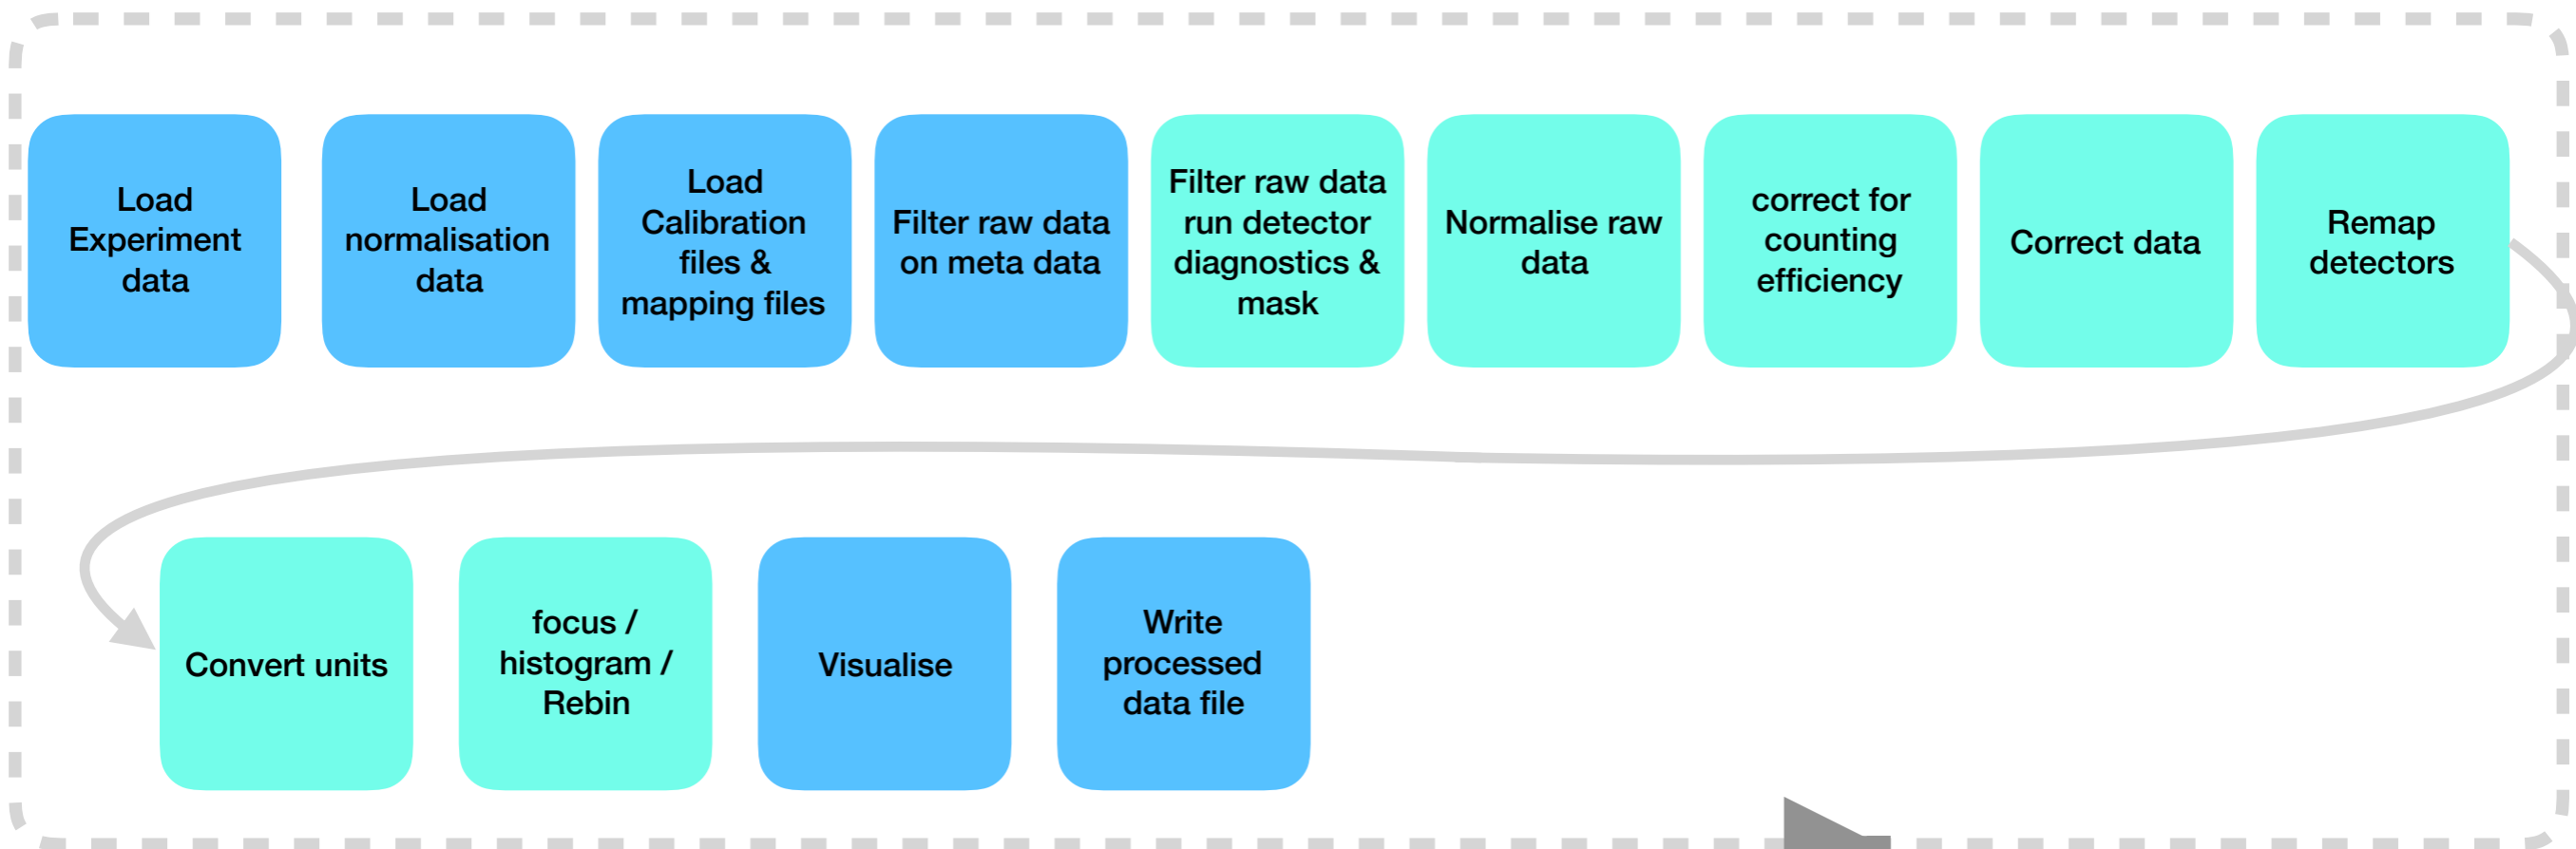 Load
Experiment
data
Load
normalisation
data
Load
Calibration
files &
mapping files
Filter raw data
on meta data
Filter raw data
run detector
diagnostics &
mask
Normalise raw
data
correct for
counting
efficiency
Correct data
Remap
detectors
Convert units
focus /
histogram /
Rebin
Visualise
Write
processed
data file